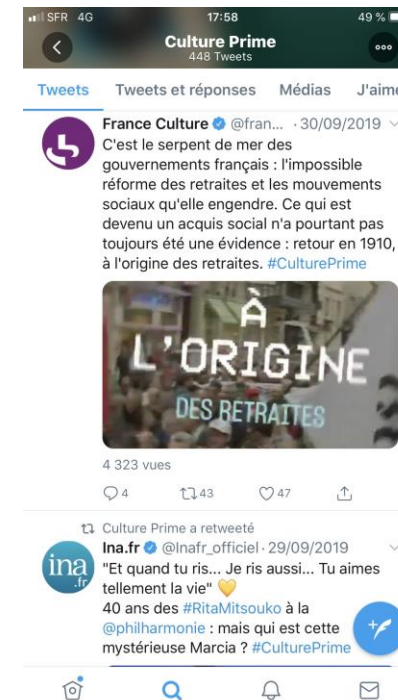 SFR 4G 17:58 49 %
Culture Prime
448 Tweets
Tweets Tweets et réponses Médias J'aime
France Culture @fran... · 30/09/2019
C'est le serpent de mer des
gouvernements français : l'impossible
réforme des retraites et les mouvements
sociaux qu'elle engendre. Ce qui est
devenu un acquis social n'a pourtant pas
toujours été une évidence : retour en 1910,
à l'origine des retraites. #CulturePrime
À
L'ORIGINE
DES RETRAITES
4 323 vues
4 43 47
Culture Prime a retweeté
ina.fr
Ina.fr @Inafr_officiel · 29/09/2019
"Et quand tu ris... Je ris aussi... Tu aimes
tellement la vie" 💛
40 ans des #RitaMitsouko à la
@philharmonie : mais qui est cette
mystérieuse Marcia ? #CulturePrime